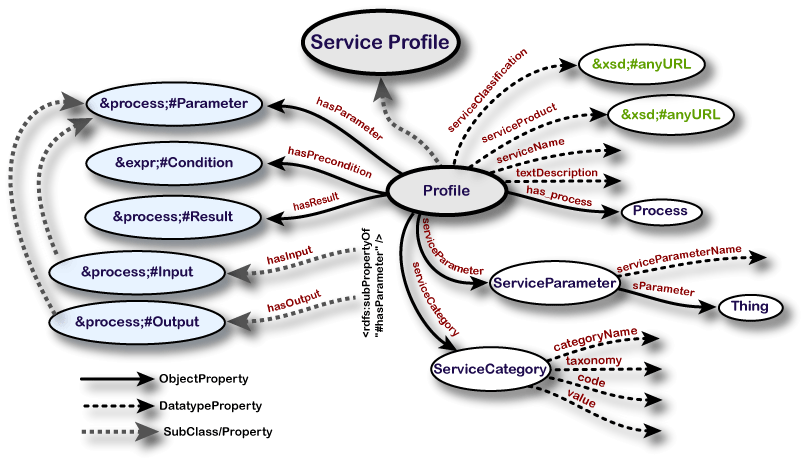 Service Profile
&process;#Parameter
&expr;#Condition
&process;#Result
&process;#Input
&process;#Output
hasParameter
hasPrecondition
hasResult
hasInput
hasOutput
<rdfs:subPropertyOf
"#hasParameter" />
Profile
serviceClassification
&xsd;#anyURL
serviceProduct
&xsd;#anyURL
serviceName
textDescription
has_process
Process
serviceParameter
ServiceParameter
serviceParameterName
sParameter
Thing
serviceCategory
ServiceCategory
categoryName
taxonomy
code
value
ObjectProperty
DatatypeProperty
SubClass/Property